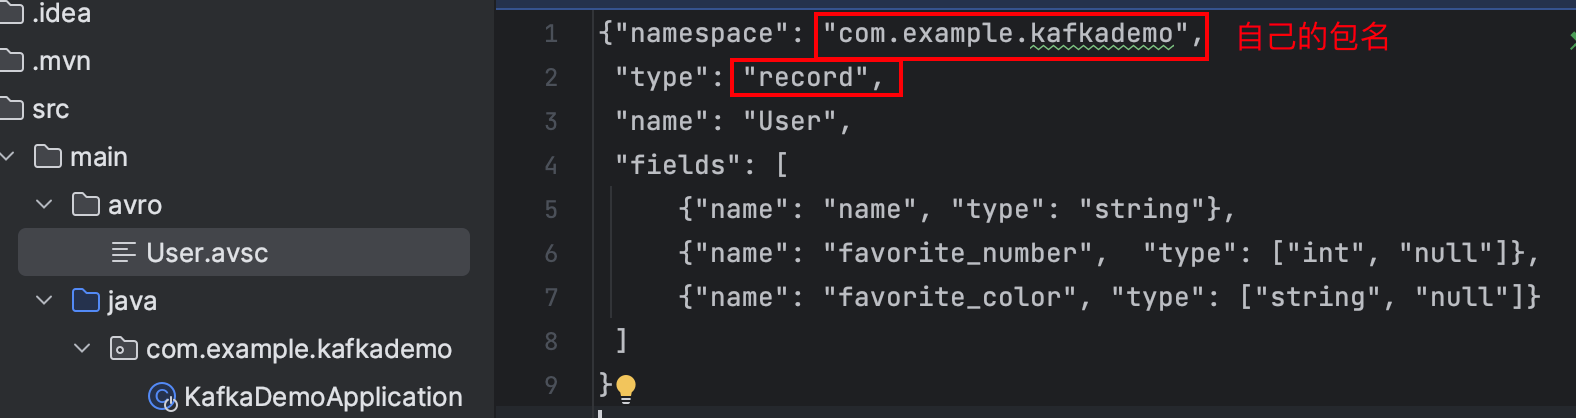 .idea
.mvn
src
main
avro
User.avsc
java
com.example.kafkademo
KafkaDemoApplication
1 {"namespace": "com.example.kafkademo", 自己的包名
2 "type": "record",
3 "name": "User",
4 "fields": [
5 {"name": "name", "type": "string"},
6 {"name": "favorite_number",  "type": ["int", "null"]},
7 {"name": "favorite_color", "type": ["string", "null"]}
8 ]
9 }